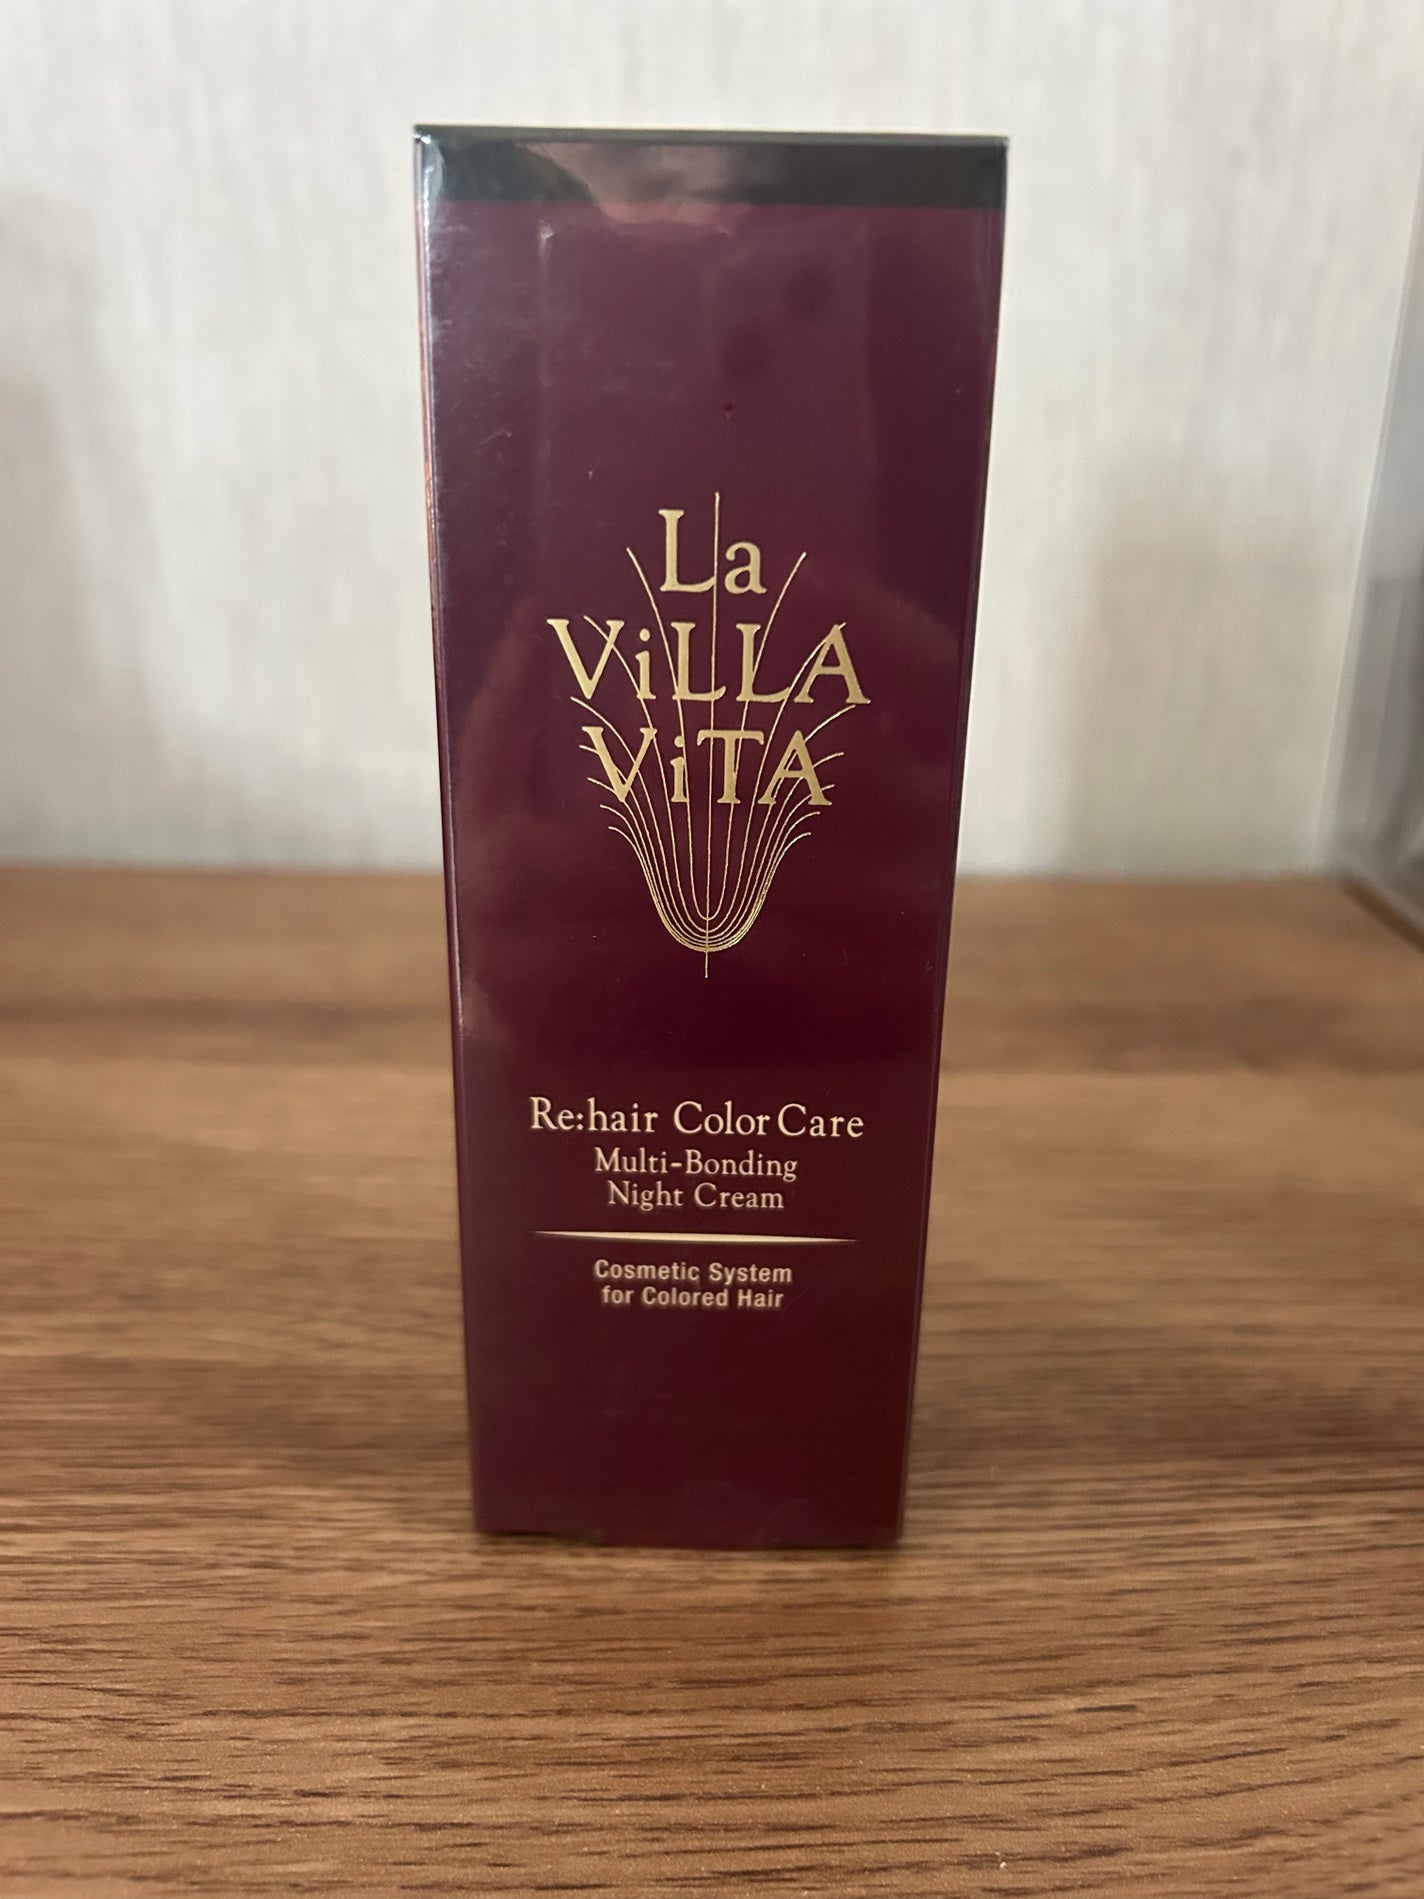 La
ViLLA
ViTA
Re:hair Color Care
Multi-Bonding
Night Cream
Cosmetic System
for Colored Hair